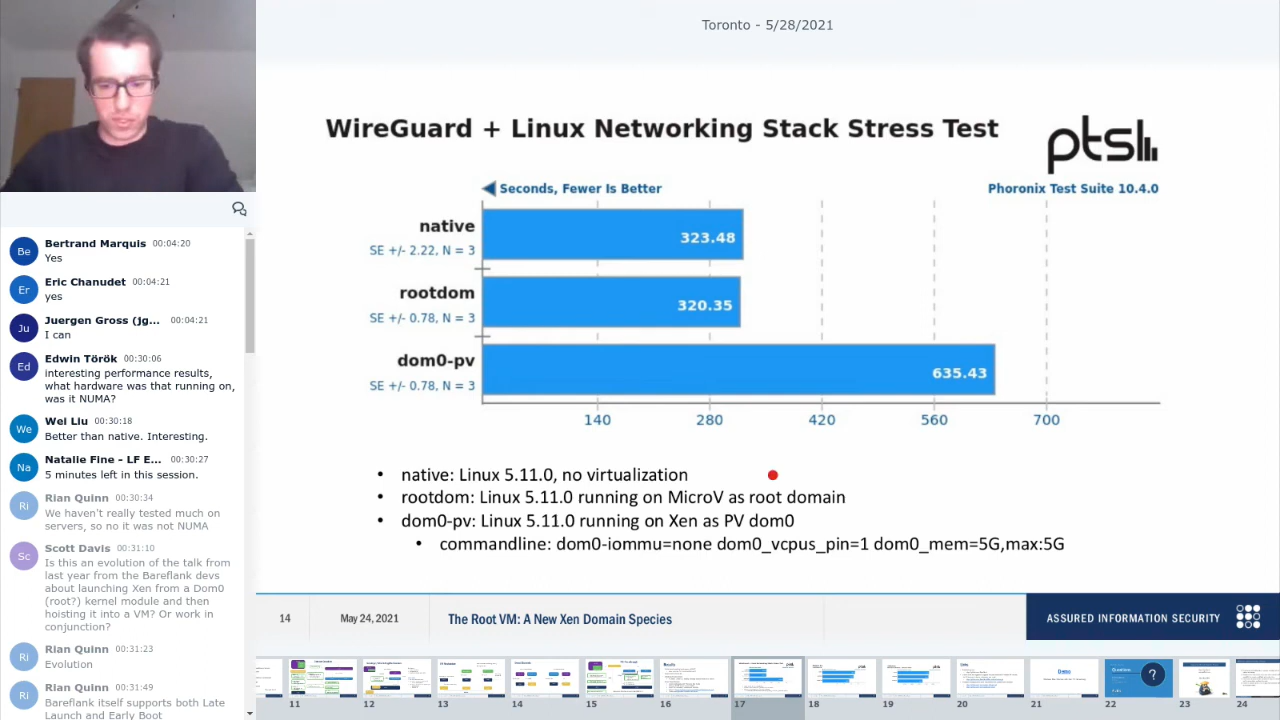 Toronto - 5/28/2021
WireGuard + Linux Networking Stack Stress Test
ptsl
Seconds, Fewer Is Better
Phoronix Test Suite 10.4.0
native
SE +/- 2.22, N = 3
323.48
rootdom
SE +/- 0.78, N = 3
320.35
dom0-pv
SE +/- 0.78, N = 3
635.43
140 280 420 560 700
• native: Linux 5.11.0, no virtualization
• rootdom: Linux 5.11.0 running on MicroV as root domain
• dom0-pv: Linux 5.11.0 running on Xen as PV dom0
• commandline: dom0-iommu=none dom0_vcpus_pin=1 dom0_mem=5G,max:5G
14
May 24, 2021
The Root VM: A New Xen Domain Species
ASSURED INFORMATION SECURITY
Be
Bertrand Marquis 00:04:20
Yes
Er
Eric Chanudet 00:04:21
yes
Ju
Juergen Gross (jg... 00:04:21
I can
Ed
Edwin Török 00:30:06
interesting performance results,
what hardware was that running on,
was it NUMA?
We
Wei Liu 00:30:18
Better than native. Interesting.
Na
Natalie Fine – LF E... 00:30:27
5 minutes left in this session.
Ri
Rian Quinn 00:30:34
We haven't really tested much on
servers, so no it was not NUMA
Sc
Scott Davis 00:31:10
Is this an evolution of the talk from
last year from the Bareflank devs
about launching Xen from a Dom0
(root?) kernel module and then
hoisting it into a VM? Or work in
conjunction?
Ri
Rian Quinn 00:31:23
Evolution
Ri
Rian Quinn 00:31:49
Bareflank itself supports both Late
Launch and Early Boot
11 12 13 14 15 16 17 18 19 20 21 22 23 24